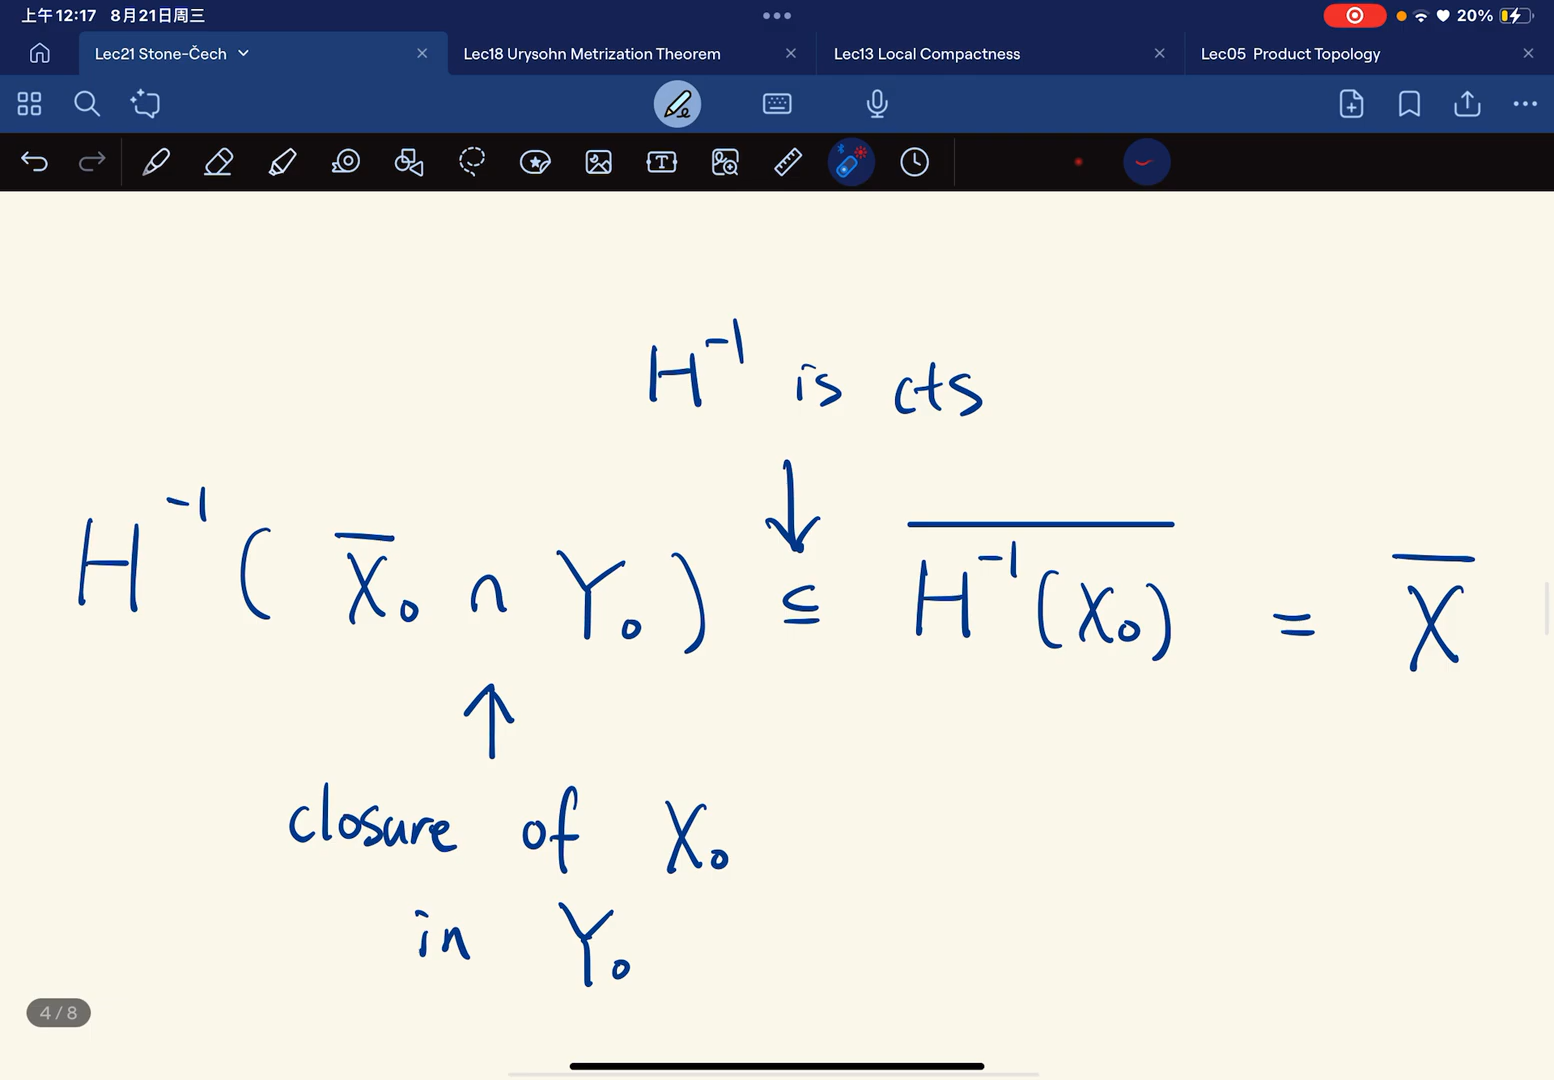 上午12:17 8月21日周三
20%
Lec21 Stone-Čech
Lec18 Urysohn Metrization Theorem
Lec13 Local Compactness
Lec05 Product Topology
H⁻¹ is cts
↓
H⁻¹ ( X̅₀ ∩ Y₀ ) ⊆ \overline{H⁻¹(X₀)} = X̅
↑
closure of X₀
in Y₀
4 / 8